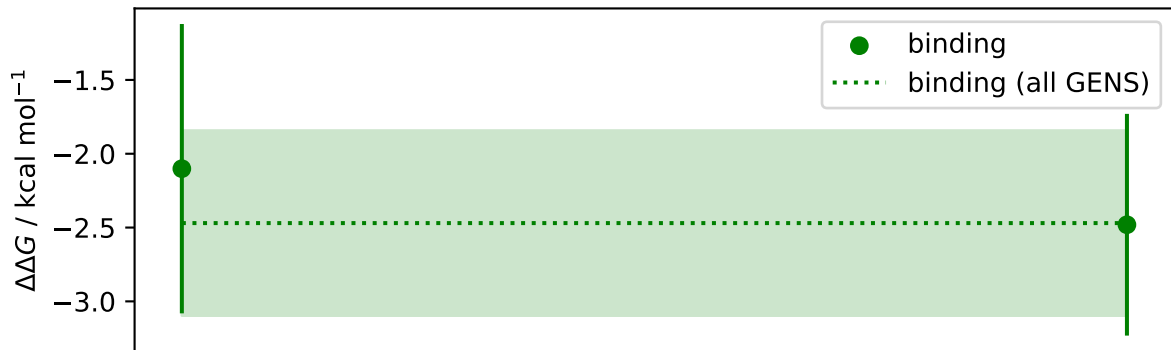 binding
binding (all GENS)
−1.5
−2.0
−2.5
−3.0
ΔΔG / kcal mol⁻¹